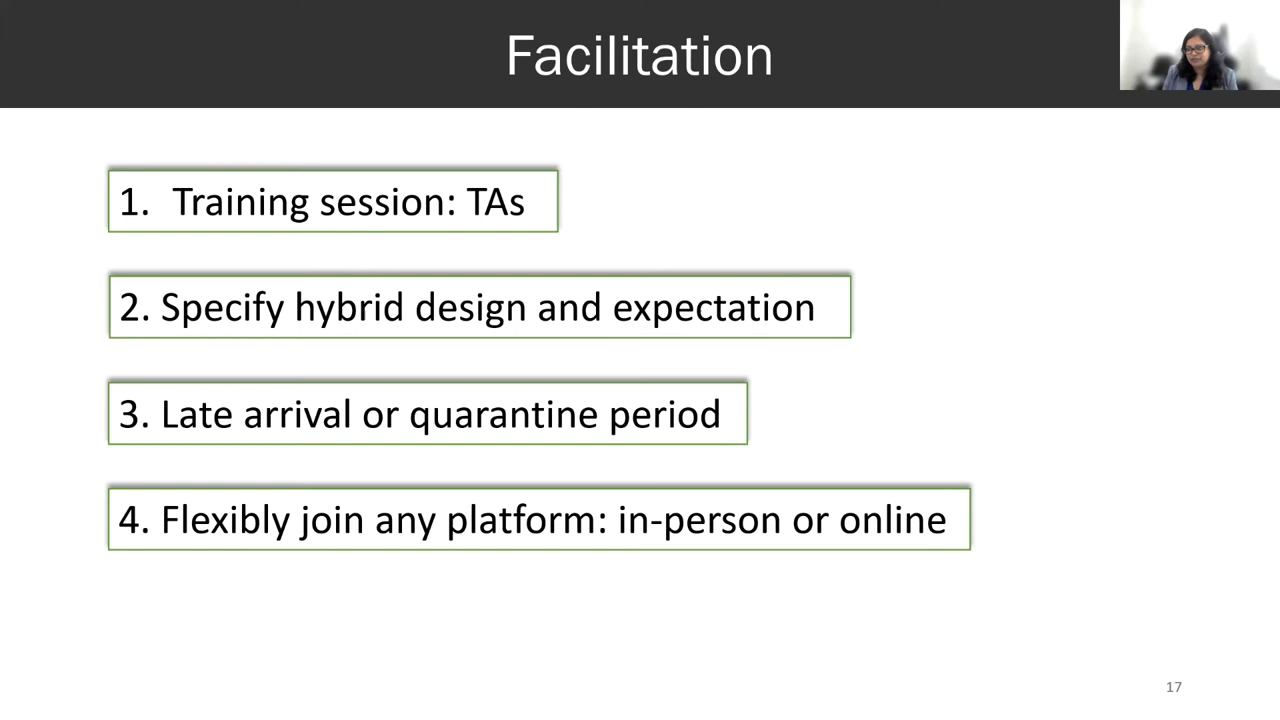 Facilitation
1. Training session: TAs
2. Specify hybrid design and expectation
3. Late arrival or quarantine period
4. Flexibly join any platform: in-person or online
17